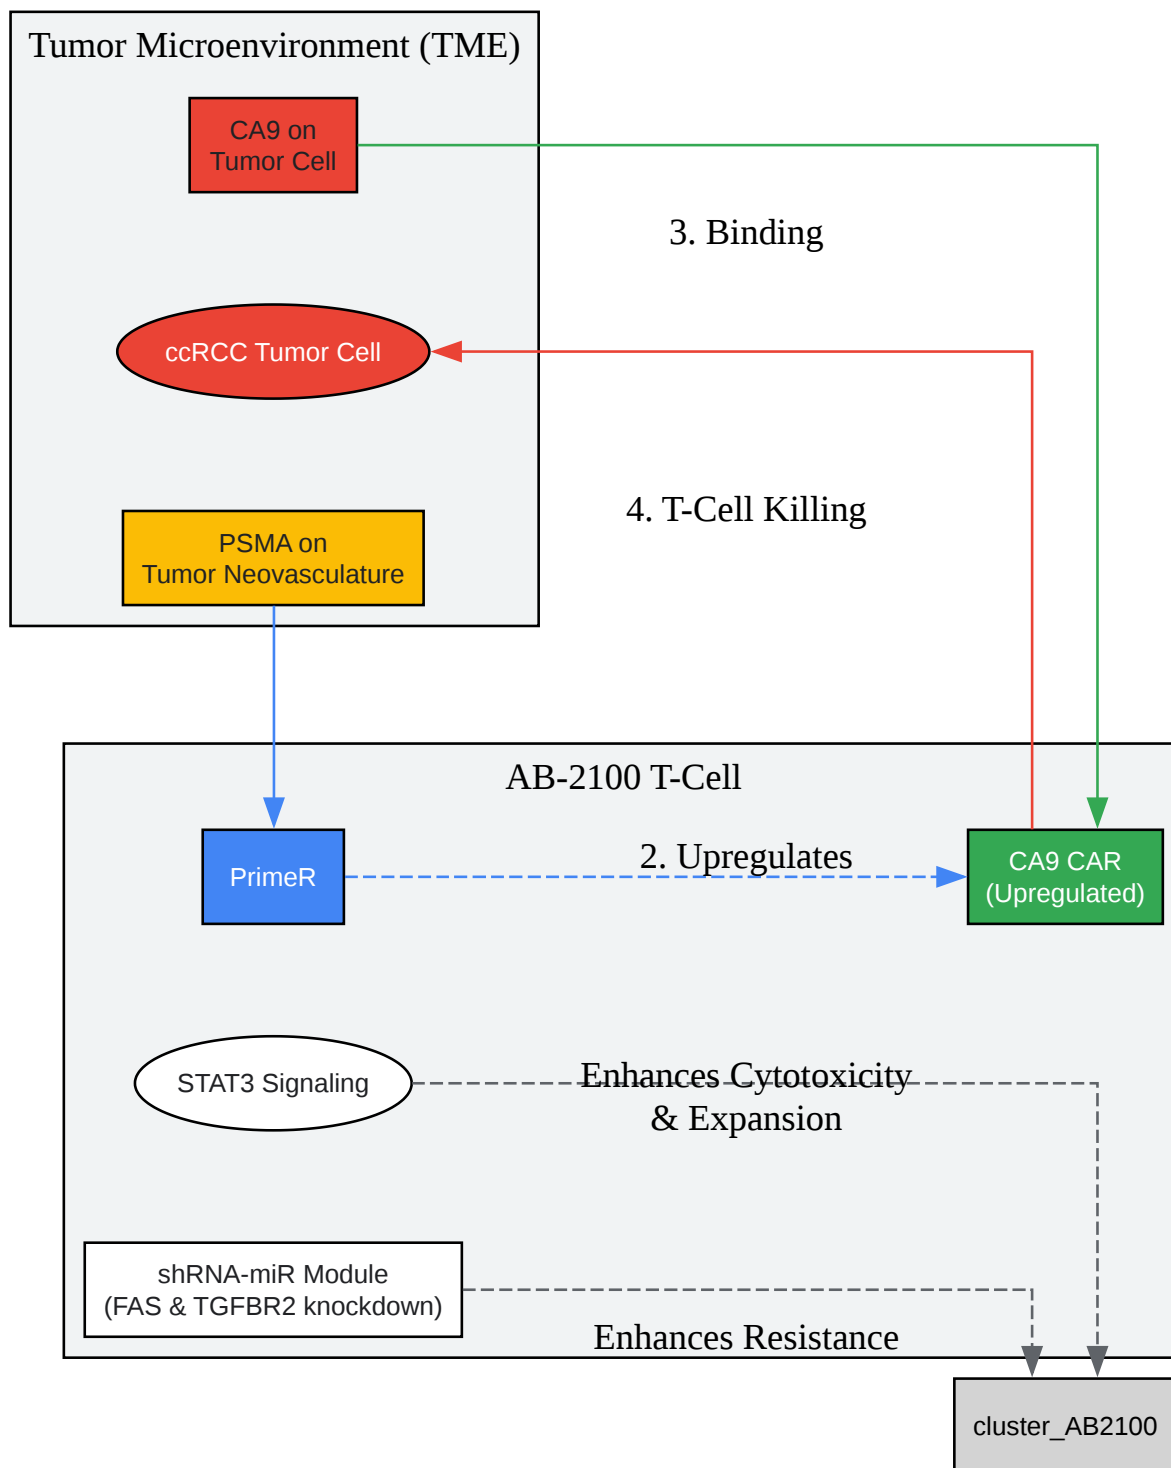 Tumor Microenvironment (TME)
CA9 on
Tumor Cell
3. Binding
ccRCC Tumor Cell
4. T-Cell Killing
PSMA on
Tumor Neovasculature
AB-2100 T-Cell
PrimeR
2. Upregulates
CA9 CAR
(Upregulated)
STAT3 Signaling
Enhances Cytotoxicity
& Expansion
shRNA-miR Module
(FAS & TGFBR2 knockdown)
Enhances Resistance
cluster_AB2100